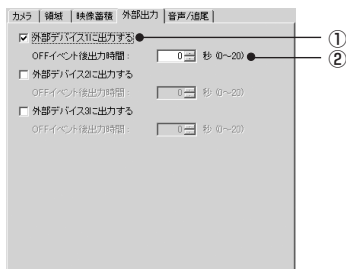 カメラ 領域 映像蓄積 外部出力 音声/追尾
外部デバイス1に出力する ①
OFFイベント後出力時間： 0 秒 (0～20) ②
外部デバイス2に出力する
OFFイベント後出力時間： 0 秒 (0～20)
外部デバイス3に出力する
OFFイベント後出力時間： 0 秒 (0～20)